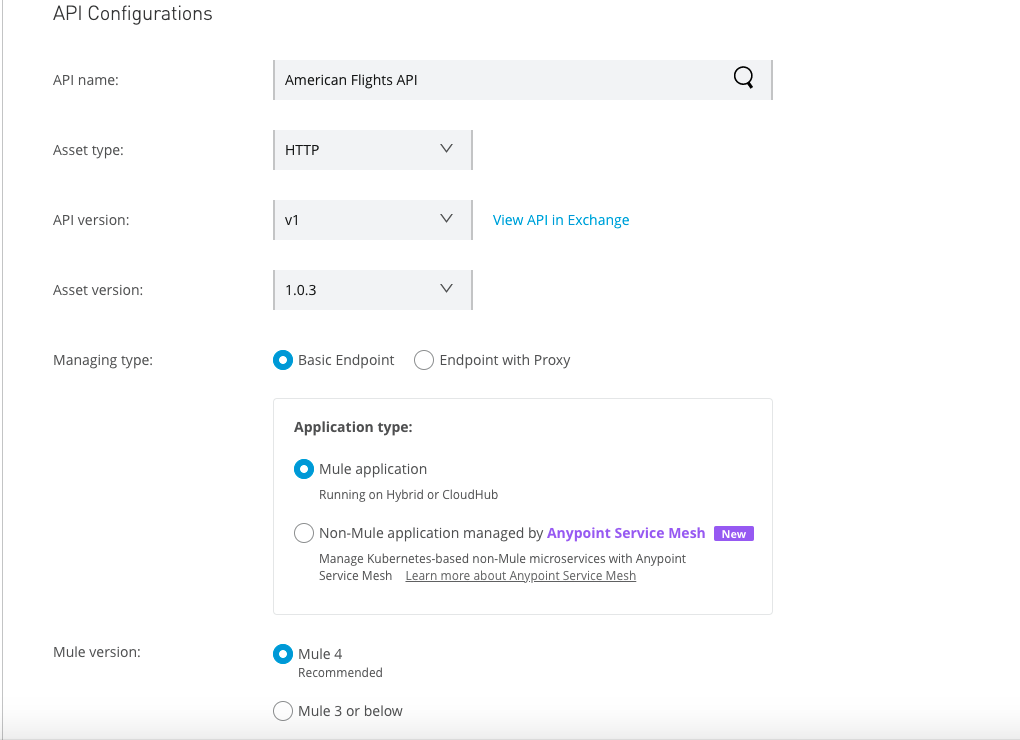 API Configurations
API name:
American Flights API
Asset type:
HTTP
API version:
v1
View API in Exchange
Asset version:
1.0.3
Managing type:
Basic Endpoint
Endpoint with Proxy
Application type:
Mule application
Running on Hybrid or CloudHub
Non-Mule application managed by Anypoint Service Mesh New
Manage Kubernetes-based non-Mule microservices with Anypoint
Service Mesh Learn more about Anypoint Service Mesh
Mule version:
Mule 4
Recommended
Mule 3 or below